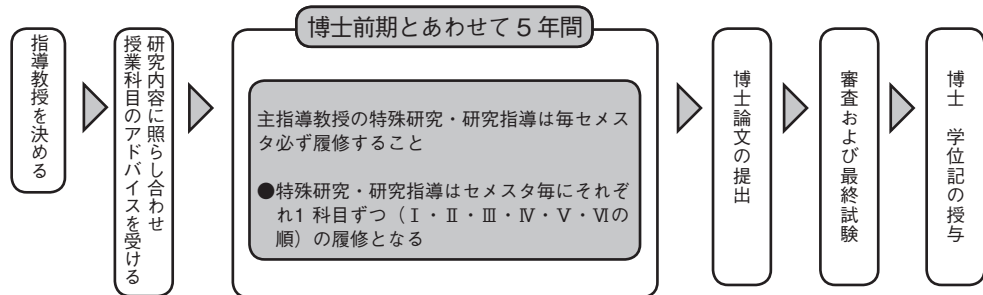 指導教授を決める
研究内容に照らし合わせ
授業科目のアドバイスを受ける
博士前期とあわせて5年間
主指導教授の特殊研究・研究指導は毎セメス
タ必ず履修すること
●特殊研究・研究指導はセメスタ毎にそれぞ
れ1 科目ずつ（Ⅰ・Ⅱ・Ⅲ・Ⅳ・Ⅴ・Ⅵの
順）の履修となる
博士論文の提出
審査および最終試験
博士 学位記の授与